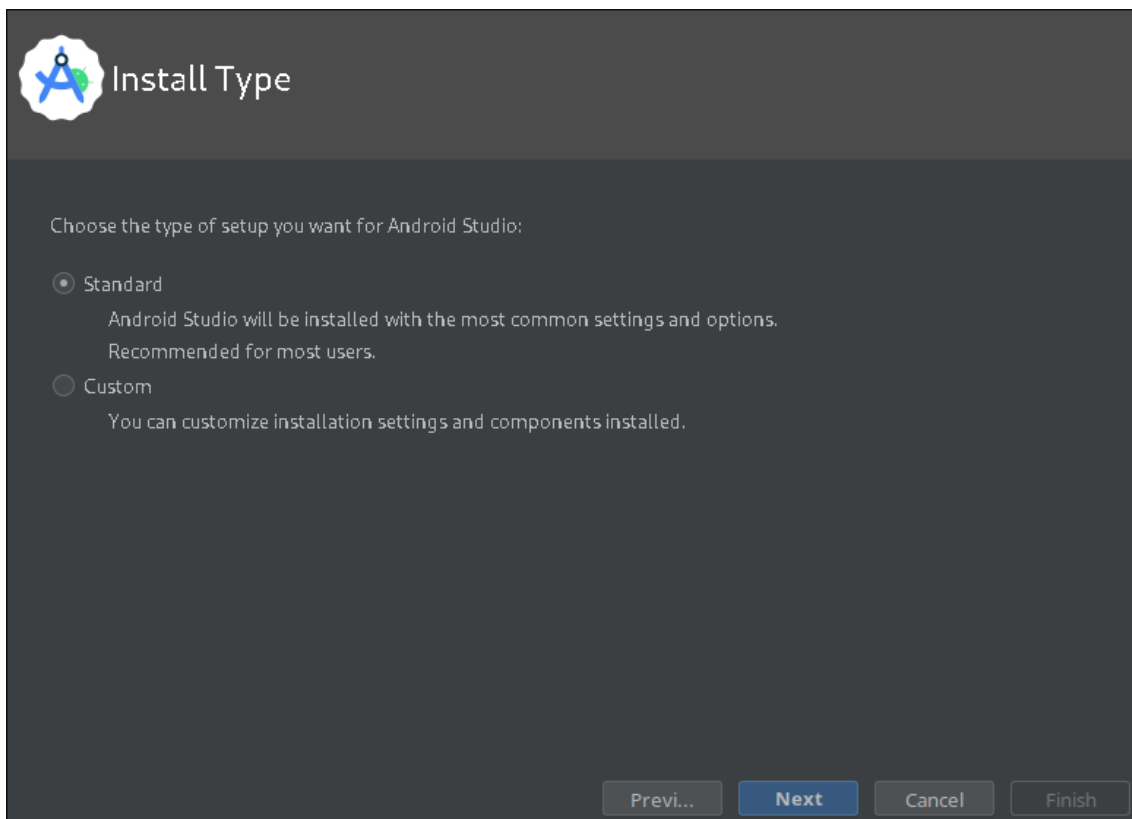 Install Type
Choose the type of setup you want for Android Studio:
Standard
Android Studio will be installed with the most common settings and options.
Recommended for most users.
Custom
You can customize installation settings and components installed.
Previ... Next Cancel Finish